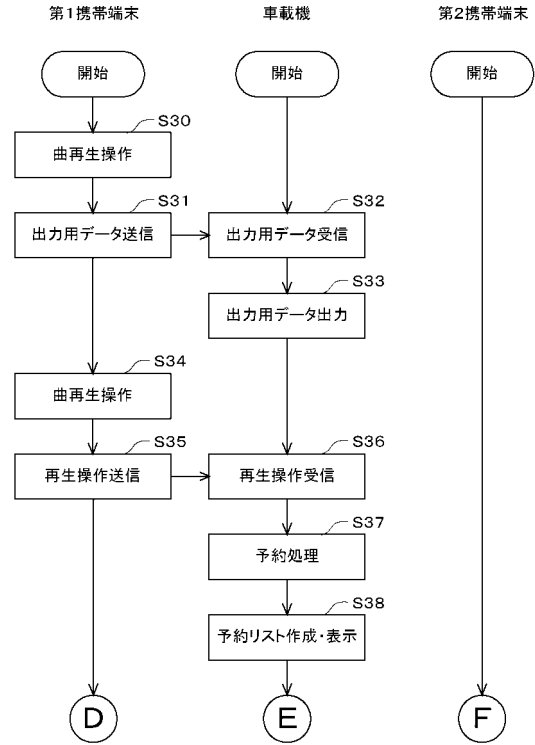 第1携帯端末
車載機
第2携帯端末
開始
開始
開始
S30
曲再生操作
S31
出力用データ送信
S32
出力用データ受信
S33
出力用データ出力
S34
曲再生操作
S35
再生操作送信
S36
再生操作受信
S37
予約処理
S38
予約リスト作成・表示
D
E
F